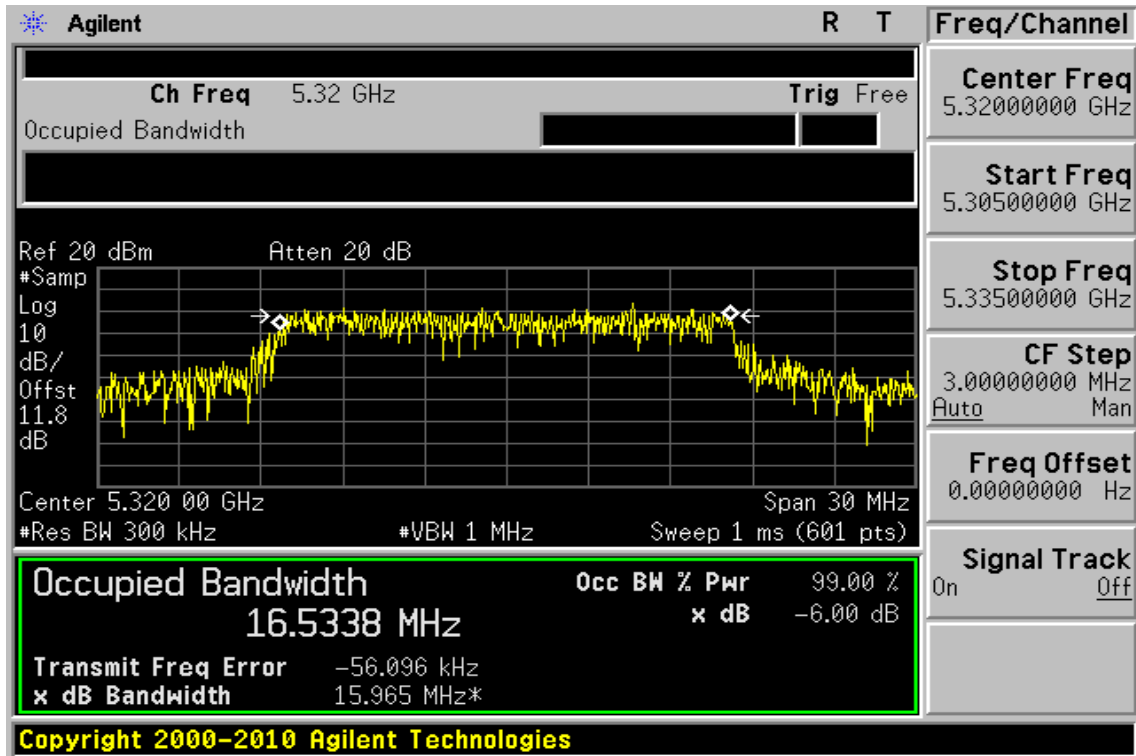 Agilent R T
Ch Freq 5.32 GHz Trig Free
Occupied Bandwidth
Ref 20 dBm Atten 20 dB
#Samp
Log
10
dB/
Offst
11.8
dB
Center 5.320 00 GHz Span 30 MHz
#Res BW 300 kHz #VBW 1 MHz Sweep 1 ms (601 pts)
Occupied Bandwidth Occ BW % Pwr 99.00 %
16.5338 MHz x dB -6.00 dB
Transmit Freq Error -56.096 kHz
x dB Bandwidth 15.965 MHz*
Copyright 2000-2010 Agilent Technologies
Freq/Channel
Center Freq
5.32000000 GHz
Start Freq
5.30500000 GHz
Stop Freq
5.33500000 GHz
CF Step
3.00000000 MHz
Auto Man
Freq Offset
0.00000000 Hz
Signal Track
On Off